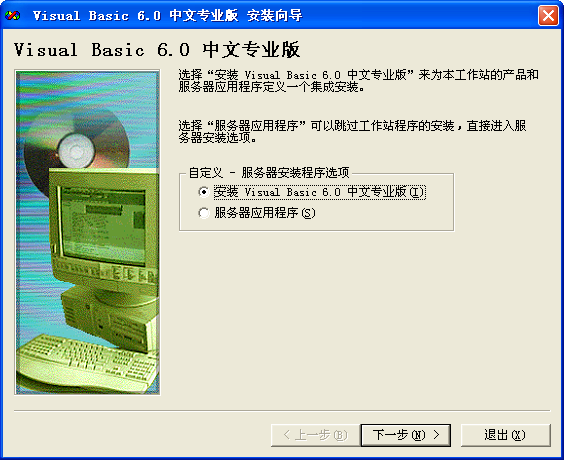 Visual Basic 6.0 中文专业版 安装向导
Visual Basic 6.0 中文专业版
选择“安装 Visual Basic 6.0 中文专业版”来为本工作站的产品和
服务器应用程序定义一个集成安装。
选择“服务器应用程序”可以跳过工作站程序的安装,直接进入服
务器安装选项。
自定义 - 服务器安装程序选项
安装 Visual Basic 6.0 中文专业版(I)
服务器应用程序(S)
< 上一步(B)
下一步(N) >
退出(X)